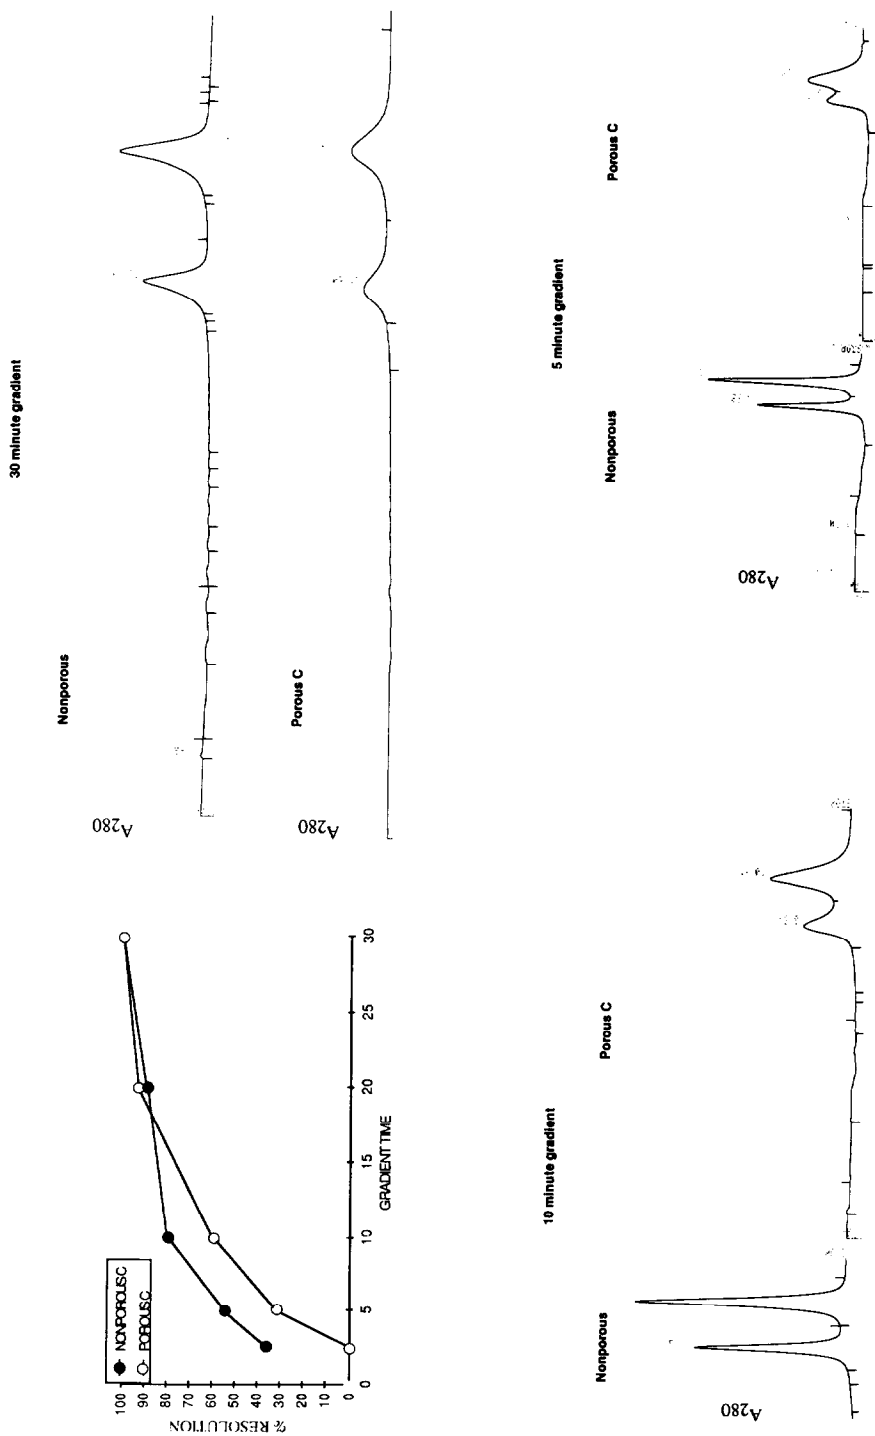 30 minute gradient
Nonporous
A280
Porous C
A280
100
90
80
70
60
50
40
30
20
10
0
% RESOLUTION
NONPOROUS C
POROUS C
0
5
10
15
20
25
30
GRADIENT TIME
5 minute gradient
Nonporous
Porous C
A280
10 minute gradient
Nonporous
Porous C
A280